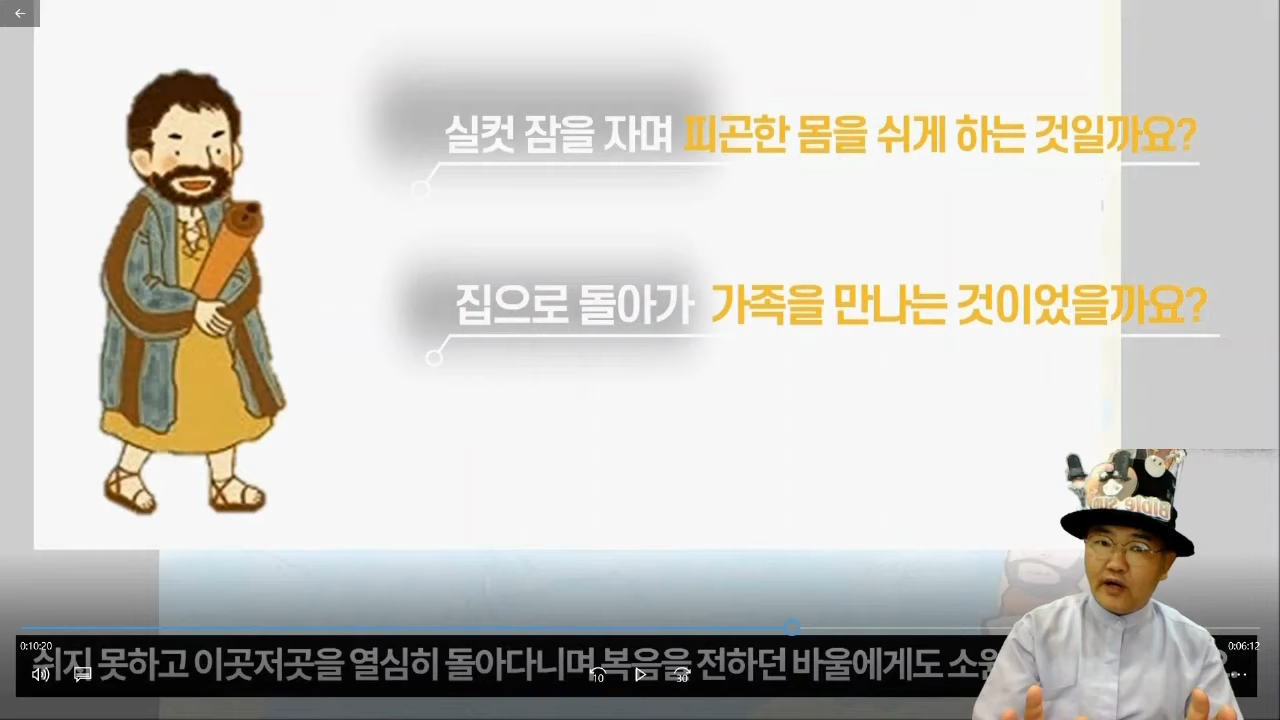 실컷 잠을 자며 피곤한 몸을 쉬게 하는 것일까요?
집으로 돌아가 가족을 만나는 것이었을까요?
0:10:20
0:06:12
쉬지 못하고 이곳저곳을 열심히 돌아다니며 복음을 전하던 바울에게도
10
30